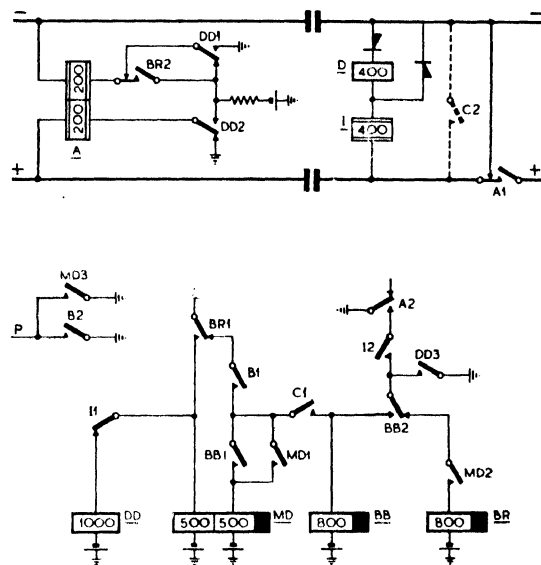 − −
DD1
BR2
200
200
A
DD2
D
400
I
400
C2
A1
+ +
MD3
P
B2
BR1
B1
I1
BB1
MD1
C1
A2
I2
DD3
BB2
MD2
1000 DD
500 500 MD
800 BB
800 BR